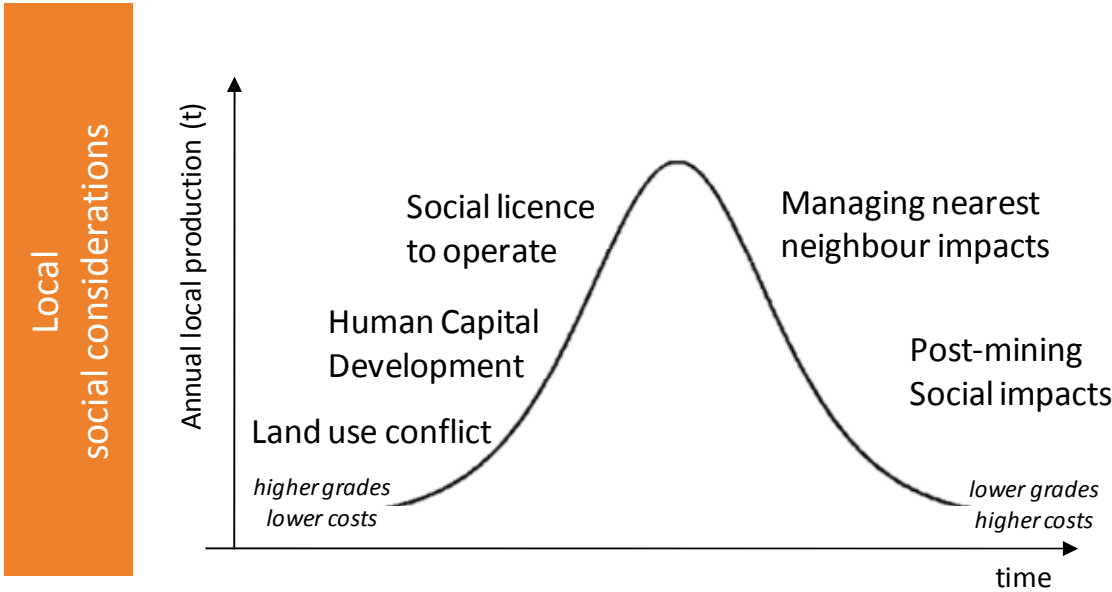 Local
social considerations
Annual local production (t)
Social licence
to operate
Managing nearest
neighbour impacts
Human Capital
Development
Post-mining
Social impacts
Land use conflict
higher grades
lower costs
lower grades
higher costs
time